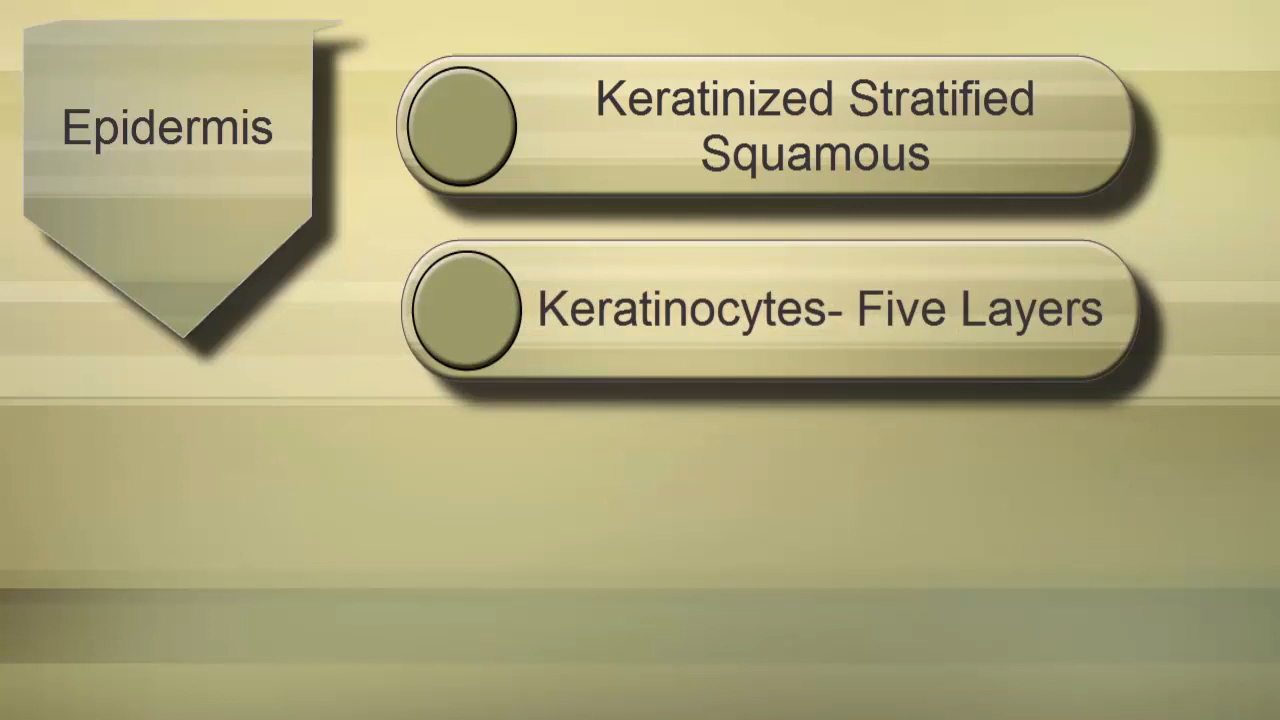 Epidermis
Keratinized Stratified
Squamous
Keratinocytes- Five Layers